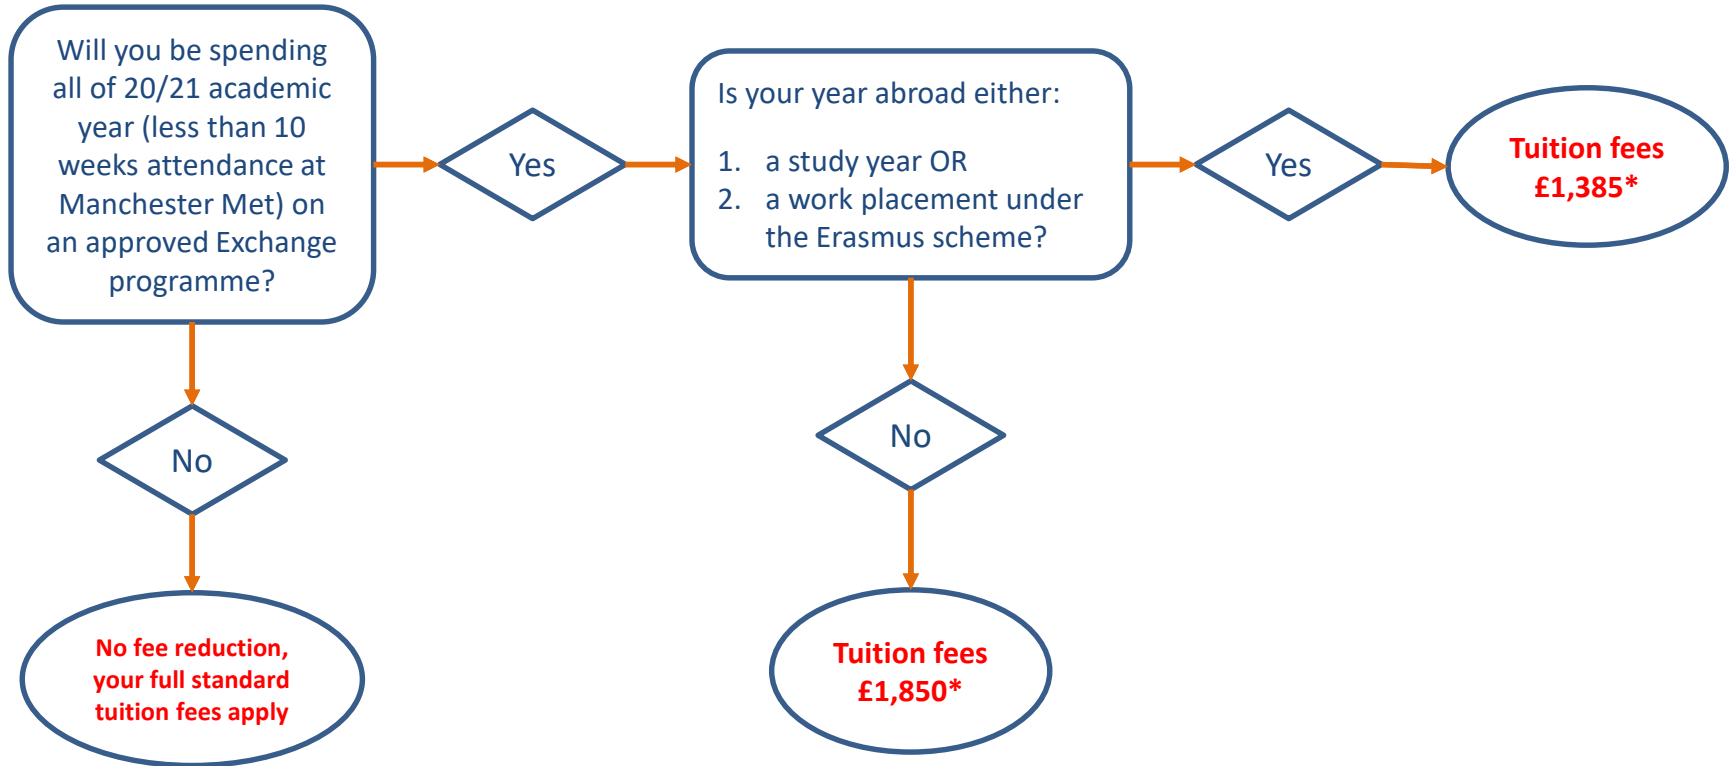 Will you be spending
all of 20/21 academic
year (less than 10
weeks attendance at
Manchester Met) on
an approved Exchange
programme?
Yes
Is your year abroad either:
1. a study year OR
2. a work placement under
the Erasmus scheme?
Yes
Tuition fees
£1,385*
No
No fee reduction,
your full standard
tuition fees apply
No
Tuition fees
£1,850*